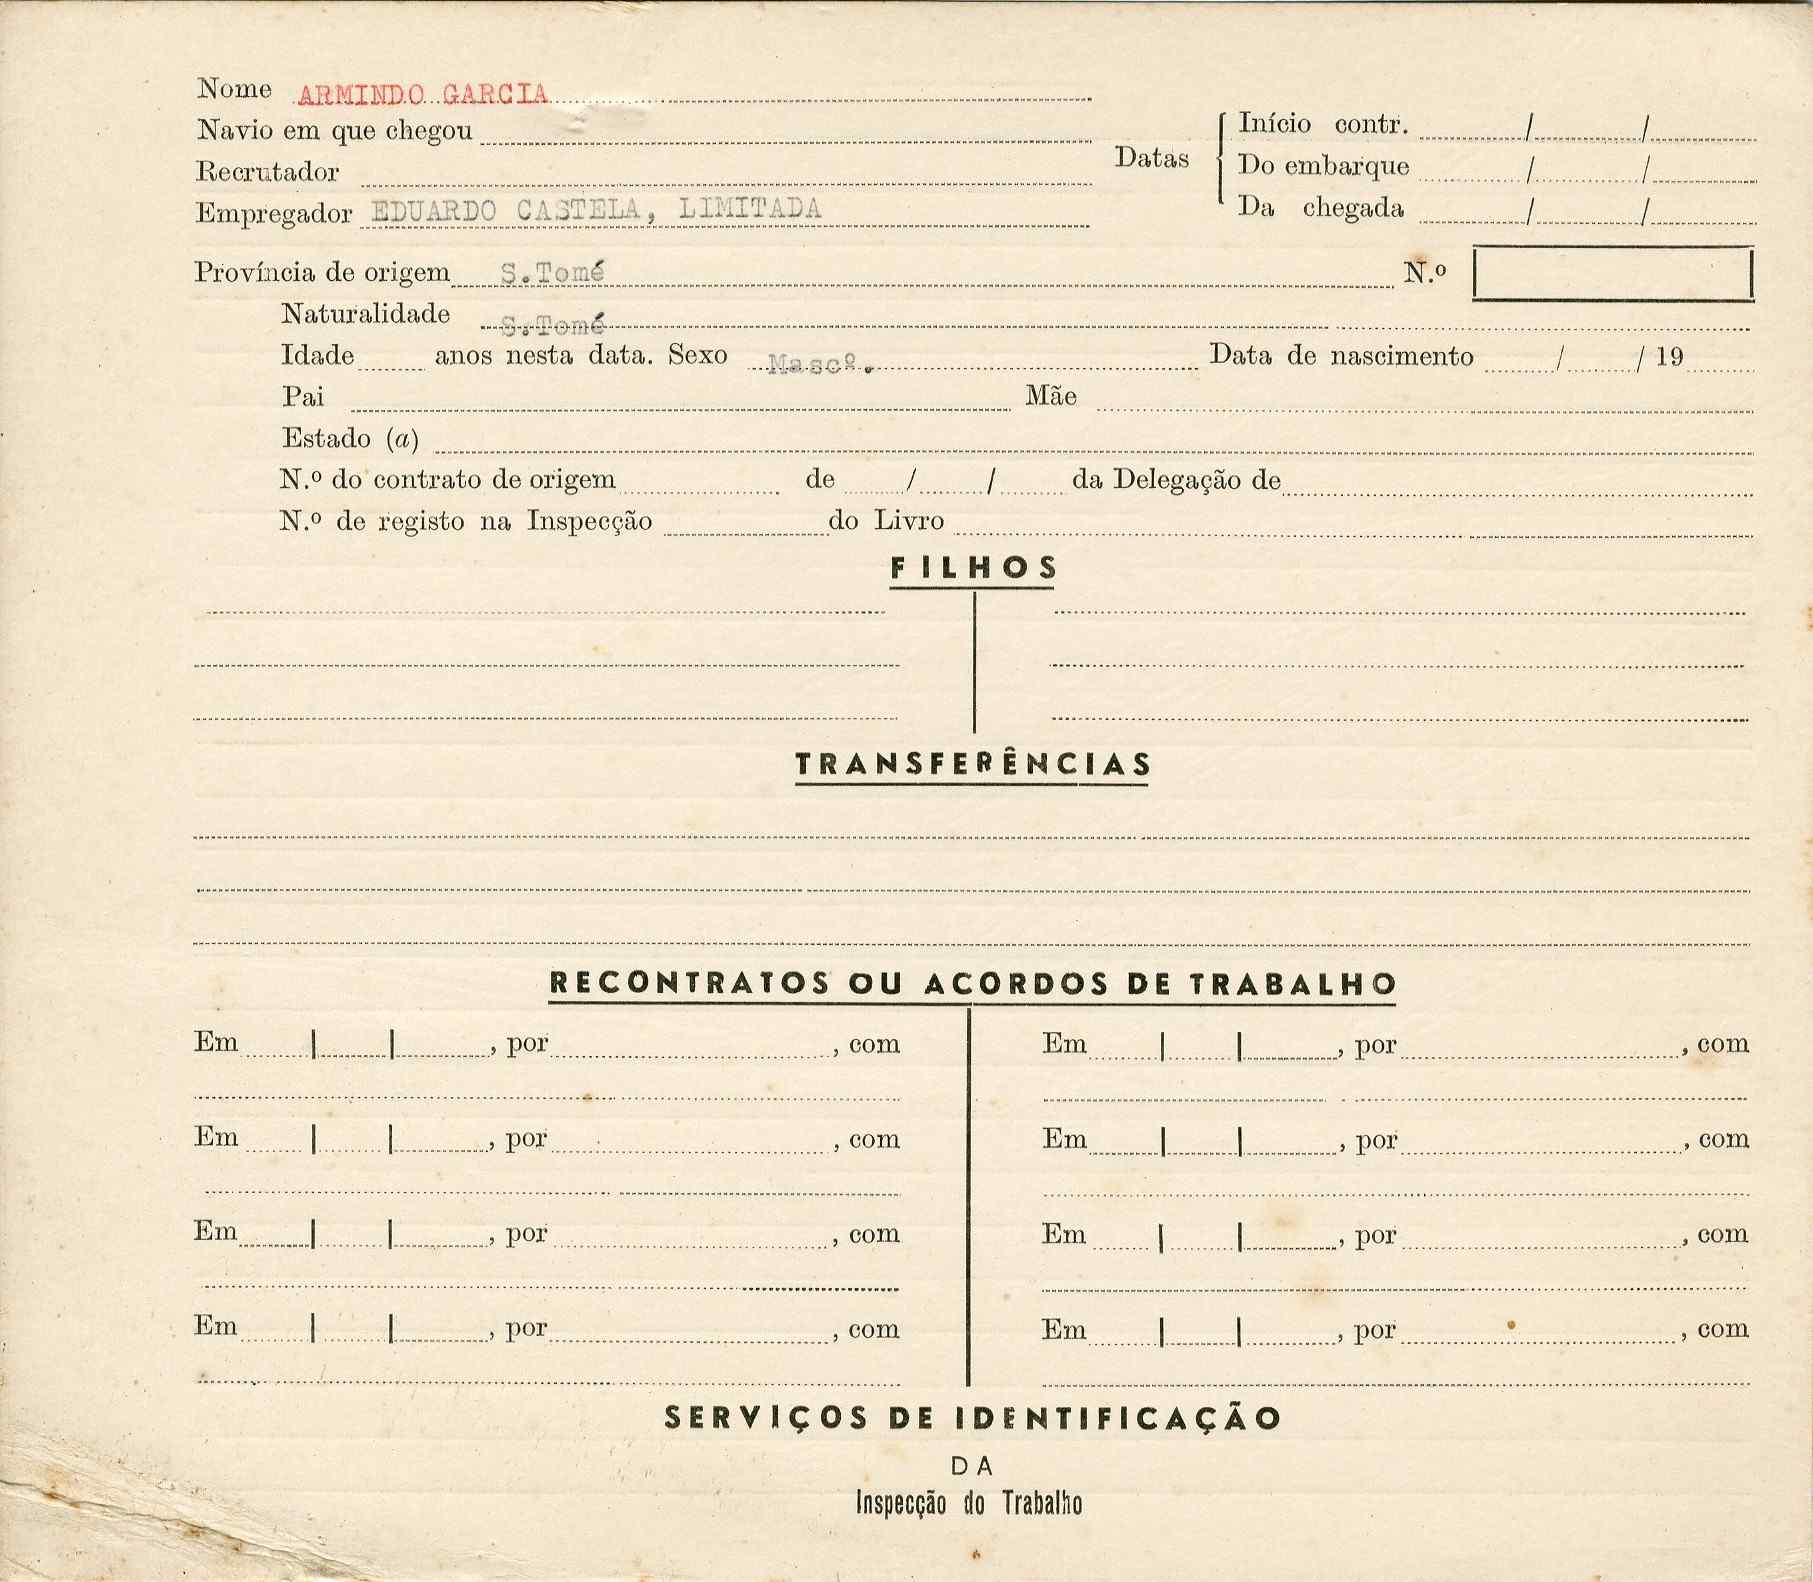 Nome ARMINDO GARCIA
Navio em que chegou
Recrutador
Empregador EDUARDO CASTELA, LIMITADA
Datas
Início contr. / /
Do embarque / /
Da chegada / /
Província de origem S.Tomé N.º
Naturalidade S.Tomé
Idade anos nesta data. Sexo Mascº. Data de nascimento / / 19
Pai Mãe
Estado (a)
N.º do contrato de origem de / / da Delegação de
N.º de registo na Inspecção do Livro
FILHOS
TRANSFERÊNCIAS
RECONTRATOS OU ACORDOS DE TRABALHO
Em | | , por , com Em | | , por , com
Em | | , por , com Em | | , por , com
Em | | , por , com Em | | , por , com
Em | | , por , com Em | | , por , com
SERVIÇOS DE IDENTIFICAÇÃO
DA
Inspecção do Trabalho